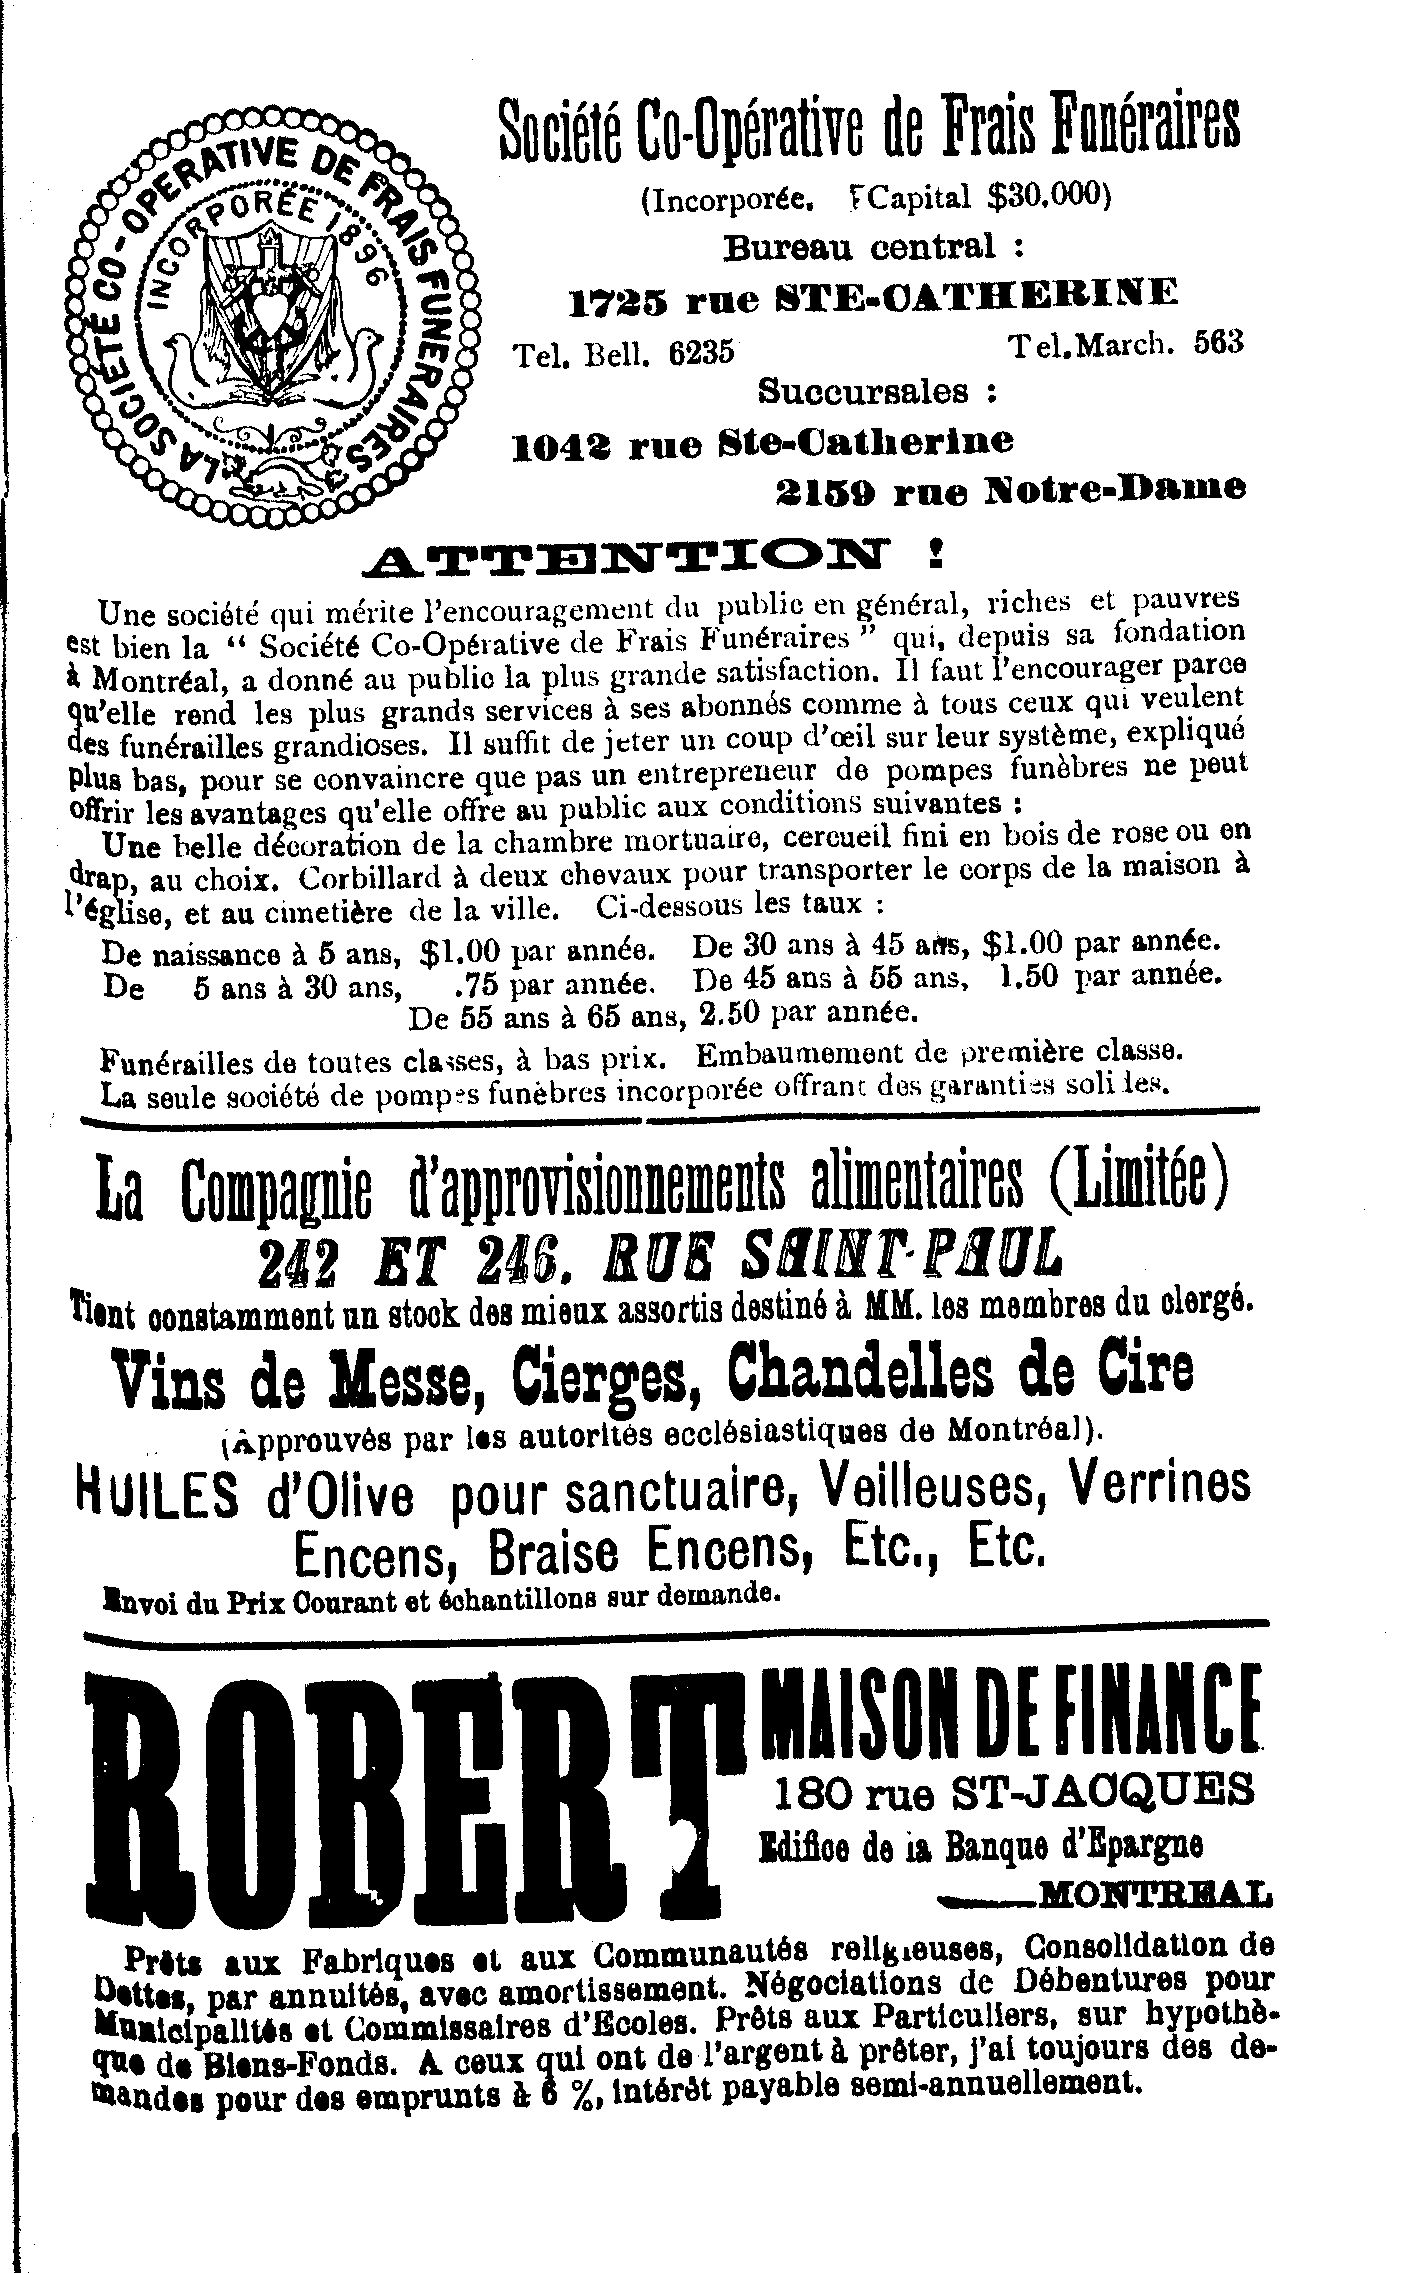 LA SOCIÉTÉ CO-OPERATIVE DE FRAIS FUNERAIRES
INCORPORÉE 1896
Société Co-Opérative de Frais Funéraires
(Incorporée. Capital $30,000)
Bureau central :
1725 rue STE-CATHERINE
Tel. Bell. 6235 Tel. March. 563
Succursales :
1042 rue Ste-Catherine
2159 rue Notre-Dame
ATTENTION !
Une société qui mérite l'encouragement du public en général, riches et pauvres
est bien la “ Société Co-Opérative de Frais Funéraires ” qui, depuis sa fondation
à Montréal, a donné au public la plus grande satisfaction. Il faut l'encourager parce
qu'elle rend les plus grands services à ses abonnés comme à tous ceux qui veulent
des funérailles grandioses. Il suffit de jeter un coup d'œil sur leur système, expliqué
plus bas, pour se convaincre que pas un entrepreneur de pompes funèbres ne peut
offrir les avantages qu'elle offre au public aux conditions suivantes :
Une belle décoration de la chambre mortuaire, cercueil fini en bois de rose ou en
drap, au choix. Corbillard à deux chevaux pour transporter le corps de la maison à
l'église, et au cimetière de la ville. Ci-dessous les taux :
De naissance à 5 ans, $1.00 par année. De 30 ans à 45 ans, $1.00 par année.
De 5 ans à 30 ans, .75 par année. De 45 ans à 55 ans, 1.50 par année.
De 55 ans à 65 ans, 2.50 par année.
Funérailles de toutes classes, à bas prix. Embaumement de première classe.
La seule société de pompes funèbres incorporée offrant des garanties solides.
La Compagnie d'approvisionnements alimentaires (Limitée)
242 ET 246, RUE SAINT-PAUL
Tient constamment un stock des mieux assortis destiné à MM. les membres du clergé.
Vins de Messe, Cierges, Chandelles de Cire
(Approuvés par les autorités ecclésiastiques de Montréal).
HUILES d'Olive pour sanctuaire, Veilleuses, Verrines
Encens, Braise Encens, Etc., Etc.
Envoi du Prix Courant et échantillons sur demande.
ROBERT MAISON DE FINANCE
180 rue ST-JACQUES
Edifice de la Banque d'Epargne
MONTREAL
Prêts aux Fabriques et aux Communautés religieuses, Consolidation de
Dettes, par annuités, avec amortissement. Négociations de Débentures pour
Municipalités et Commissaires d'Ecoles. Prêts aux Particuliers, sur hypothè-
que de Biens-Fonds. A ceux qui ont de l'argent à prêter, j'ai toujours des de-
mandes pour des emprunts à 6 %, intérêt payable semi-annuellement.